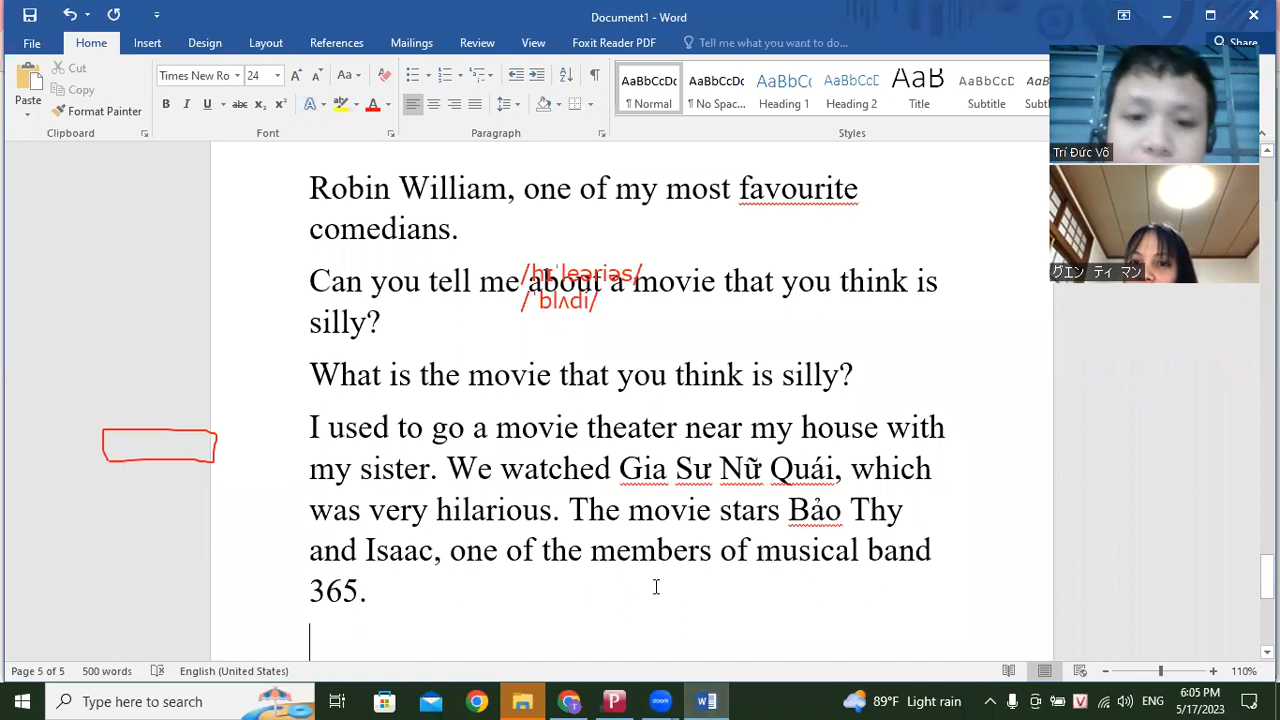 Document1 - Word
File Home Insert Design Layout References Mailings Review View Foxit Reader PDF Tell me what you want to do... Share
Paste Cut Copy Format Painter
Times New Ro 24
AaBbCcDc AaBbCcDc AaBbCc AaBbCcD AaB AaBbCcD
¶ Normal ¶ No Spac... Heading 1 Heading 2 Title Subtitle
Clipboard Font Paragraph Styles
Trí Đức Võ
グエン ティ マン
Robin William, one of my most favourite
comedians.
/hɪˈleəriəs/
Can you tell me about a movie that you think is
/ˈblʌdi/
silly?
What is the movie that you think is silly?
I used to go a movie theater near my house with
my sister. We watched Gia Sư Nữ Quái, which
was very hilarious. The movie stars Bảo Thy
and Isaac, one of the members of musical band
365.
Page 5 of 5 500 words English (United States) 110%
Type here to search 89°F Light rain ENG 6:05 PM
5/17/2023